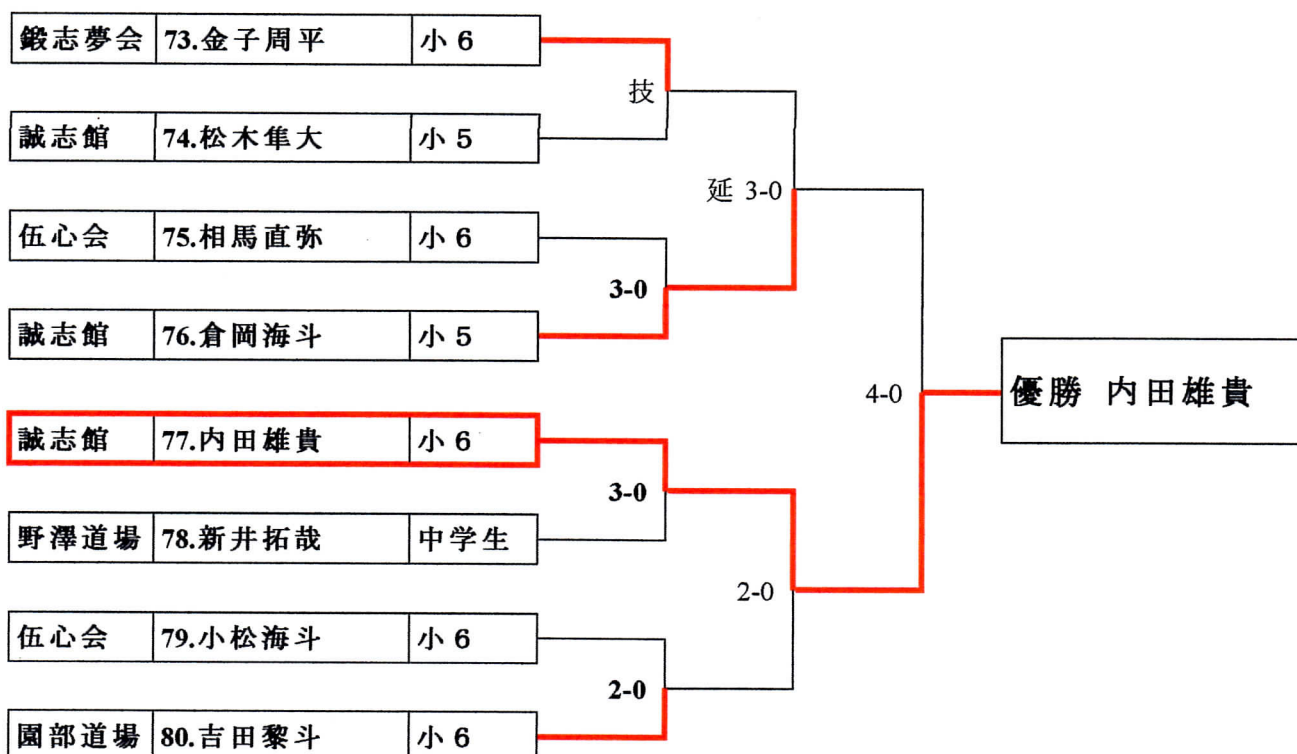 鍛志夢会 73.金子周平 小6
技
誠志館 74.松木隼大 小5
延 3-0
伍心会 75.相馬直弥 小6
3-0
誠志館 76.倉岡海斗 小5
4-0
優勝 内田雄貴
誠志館 77.内田雄貴 小6
3-0
野澤道場 78.新井拓哉 中学生
2-0
伍心会 79.小松海斗 小6
2-0
園部道場 80.吉田黎斗 小6